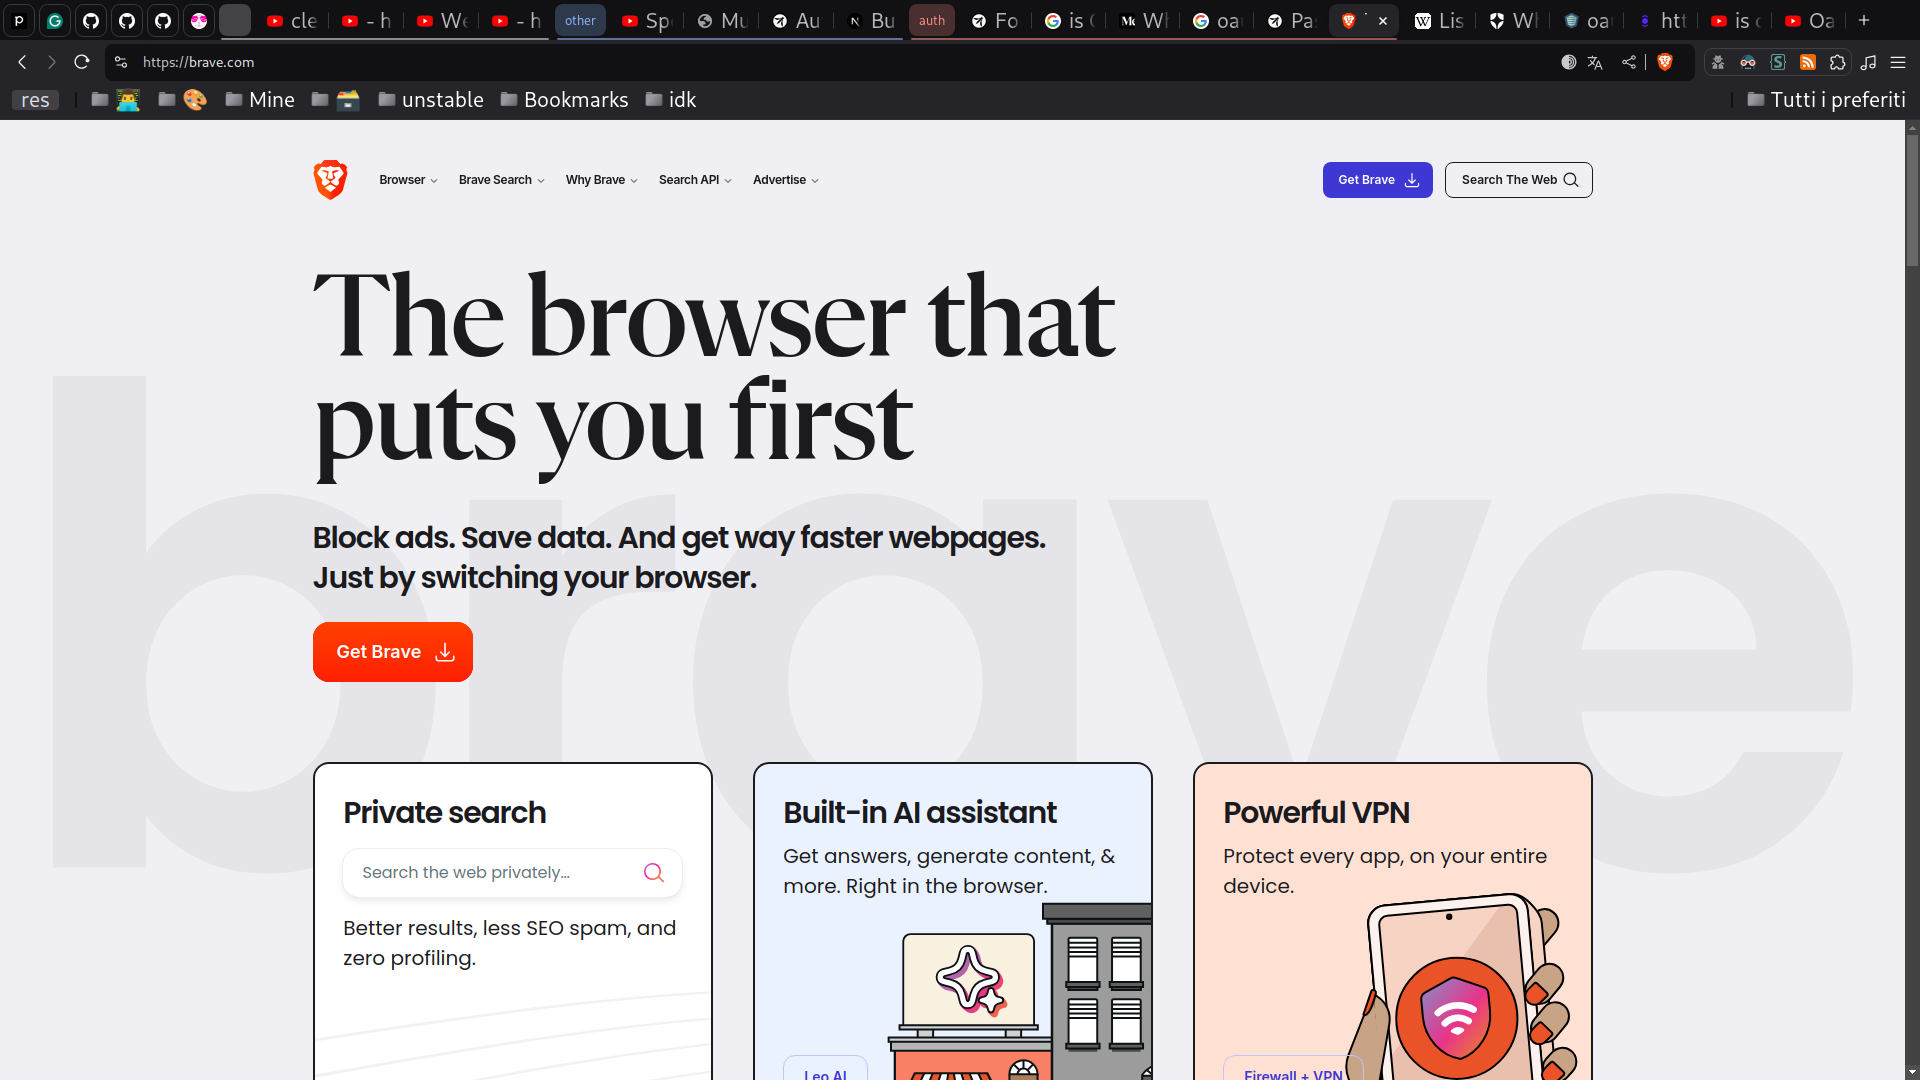 cle
- h
We
- h
other
Spe
Mu
Au
Bu
auth
Fo
is
Wh
oau
Pa
Lis
Wh
oa
htt
is
Oa
https://brave.com
res
Mine
unstable
Bookmarks
idk
Tutti i preferiti
Browser
Brave Search
Why Brave
Search API
Advertise
Get Brave
Search The Web
The browser that
puts you first
brave
Block ads. Save data. And get way faster webpages.
Just by switching your browser.
Get Brave
Private search
Search the web privately...
Better results, less SEO spam, and
zero profiling.
Built-in AI assistant
Get answers, generate content, &
more. Right in the browser.
Leo AI
Powerful VPN
Protect every app, on your entire
device.
Firewall + VPN